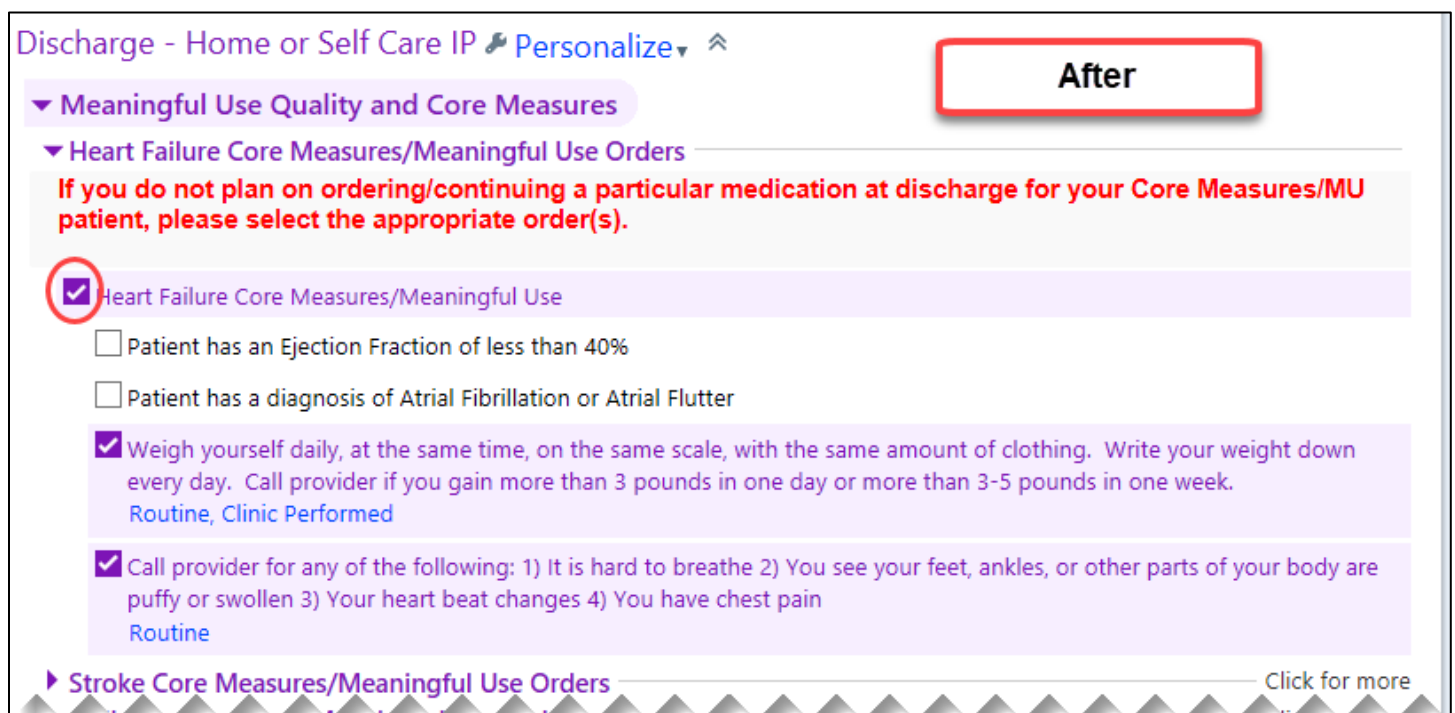 Discharge - Home or Self Care IP Personalize
After
Meaningful Use Quality and Core Measures
Heart Failure Core Measures/Meaningful Use Orders
If you do not plan on ordering/continuing a particular medication at discharge for your Core Measures/MU
patient, please select the appropriate order(s).
Heart Failure Core Measures/Meaningful Use
Patient has an Ejection Fraction of less than 40%
Patient has a diagnosis of Atrial Fibrillation or Atrial Flutter
Weigh yourself daily, at the same time, on the same scale, with the same amount of clothing.  Write your weight down
every day.  Call provider if you gain more than 3 pounds in one day or more than 3-5 pounds in one week.
Routine, Clinic Performed
Call provider for any of the following: 1) It is hard to breathe 2) You see your feet, ankles, or other parts of your body are
puffy or swollen 3) Your heart beat changes 4) You have chest pain
Routine
Stroke Core Measures/Meaningful Use Orders Click for more